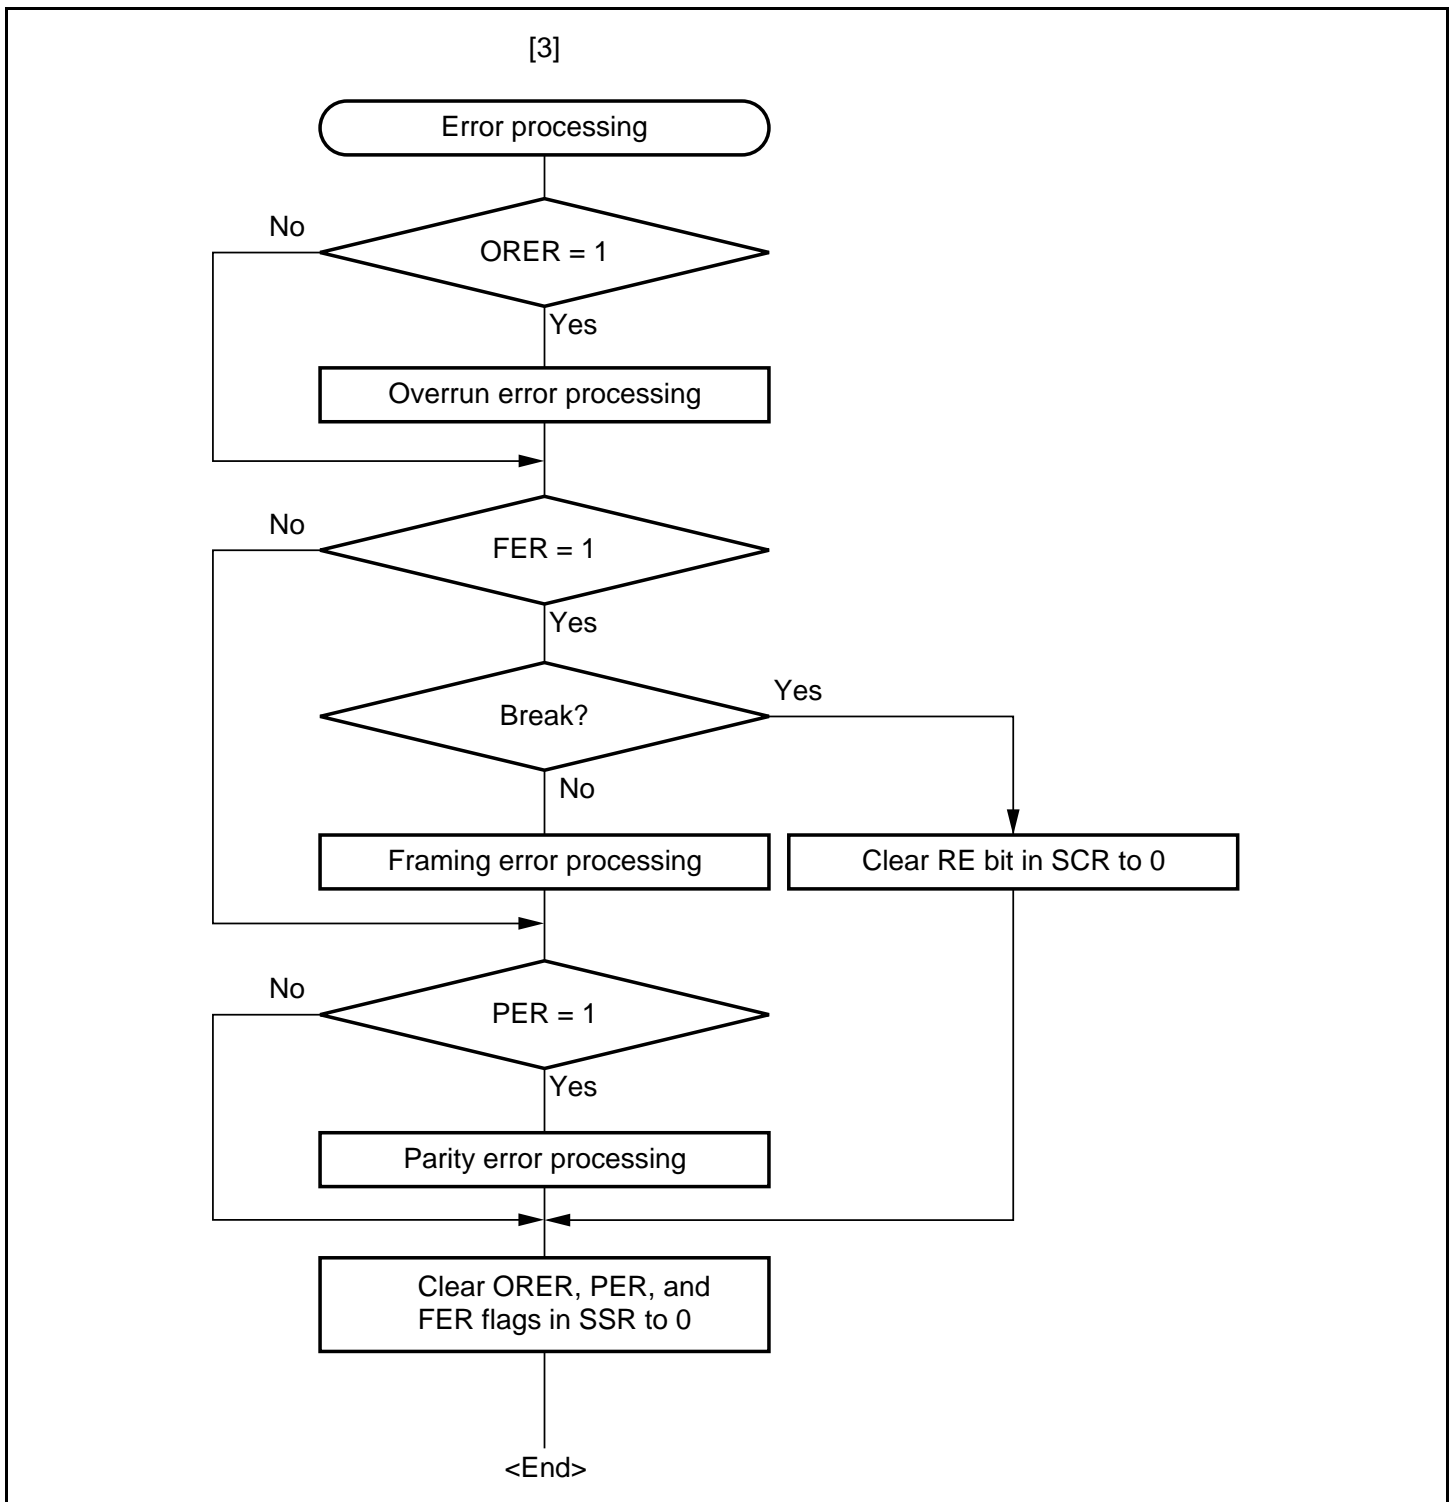 [3]
Error processing
No
ORER = 1
Yes
Overrun error processing
No
FER = 1
Yes
Yes
Break?
No
Framing error processing
Clear RE bit in SCR to 0
No
PER = 1
Yes
Parity error processing
Clear ORER, PER, and
FER flags in SSR to 0
<End>